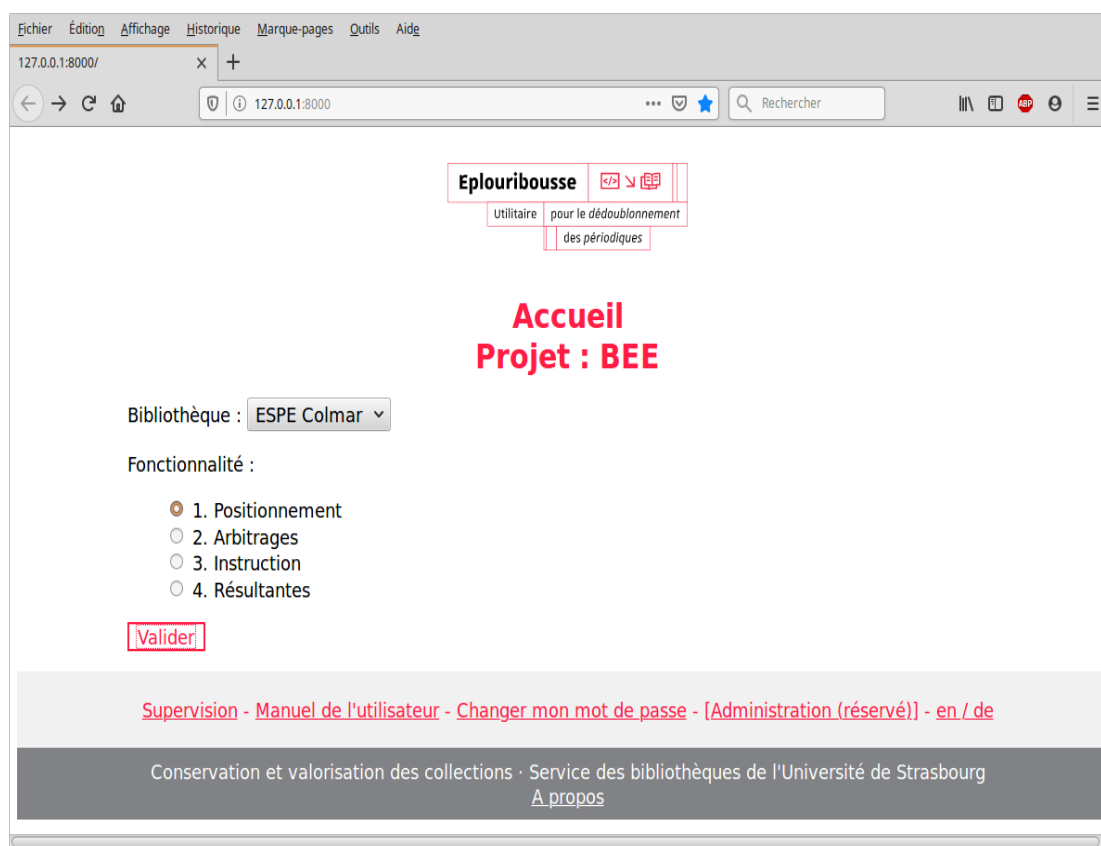 Fichier Édition Affichage Historique Marque-pages Outils Aide
127.0.0.1:8000/
127.0.0.1:8000 Rechercher ABP
Eplouribousse
Utilitaire pour le dédoublonnement
des périodiques
Accueil
Projet : BEE
Bibliothèque : ESPE Colmar
Fonctionnalité :
1. Positionnement
2. Arbitrages
3. Instruction
4. Résultantes
Valider
Supervision - Manuel de l'utilisateur - Changer mon mot de passe - [Administration (réservé)] - en / de
Conservation et valorisation des collections · Service des bibliothèques de l'Université de Strasbourg
A propos